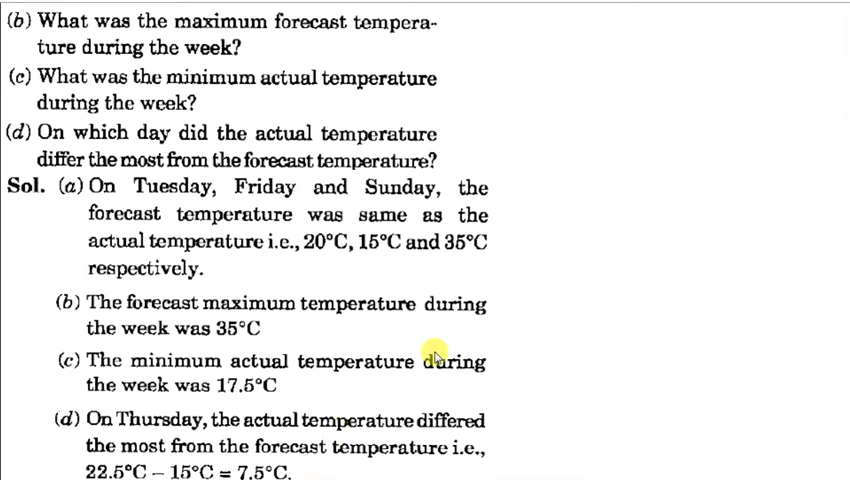 (b) What was the maximum forecast tempera-
ture during the week?
(c) What was the minimum actual temperature
during the week?
(d) On which day did the actual temperature
differ the most from the forecast temperature?
Sol. (a) On Tuesday, Friday and Sunday, the
forecast temperature was same as the
actual temperature i.e., 20°C, 15°C and 35°C
respectively.
(b) The forecast maximum temperature during
the week was 35°C
(c) The minimum actual temperature during
the week was 17.5°C
(d) On Thursday, the actual temperature differed
the most from the forecast temperature i.e.,
22.5°C – 15°C = 7.5°C.